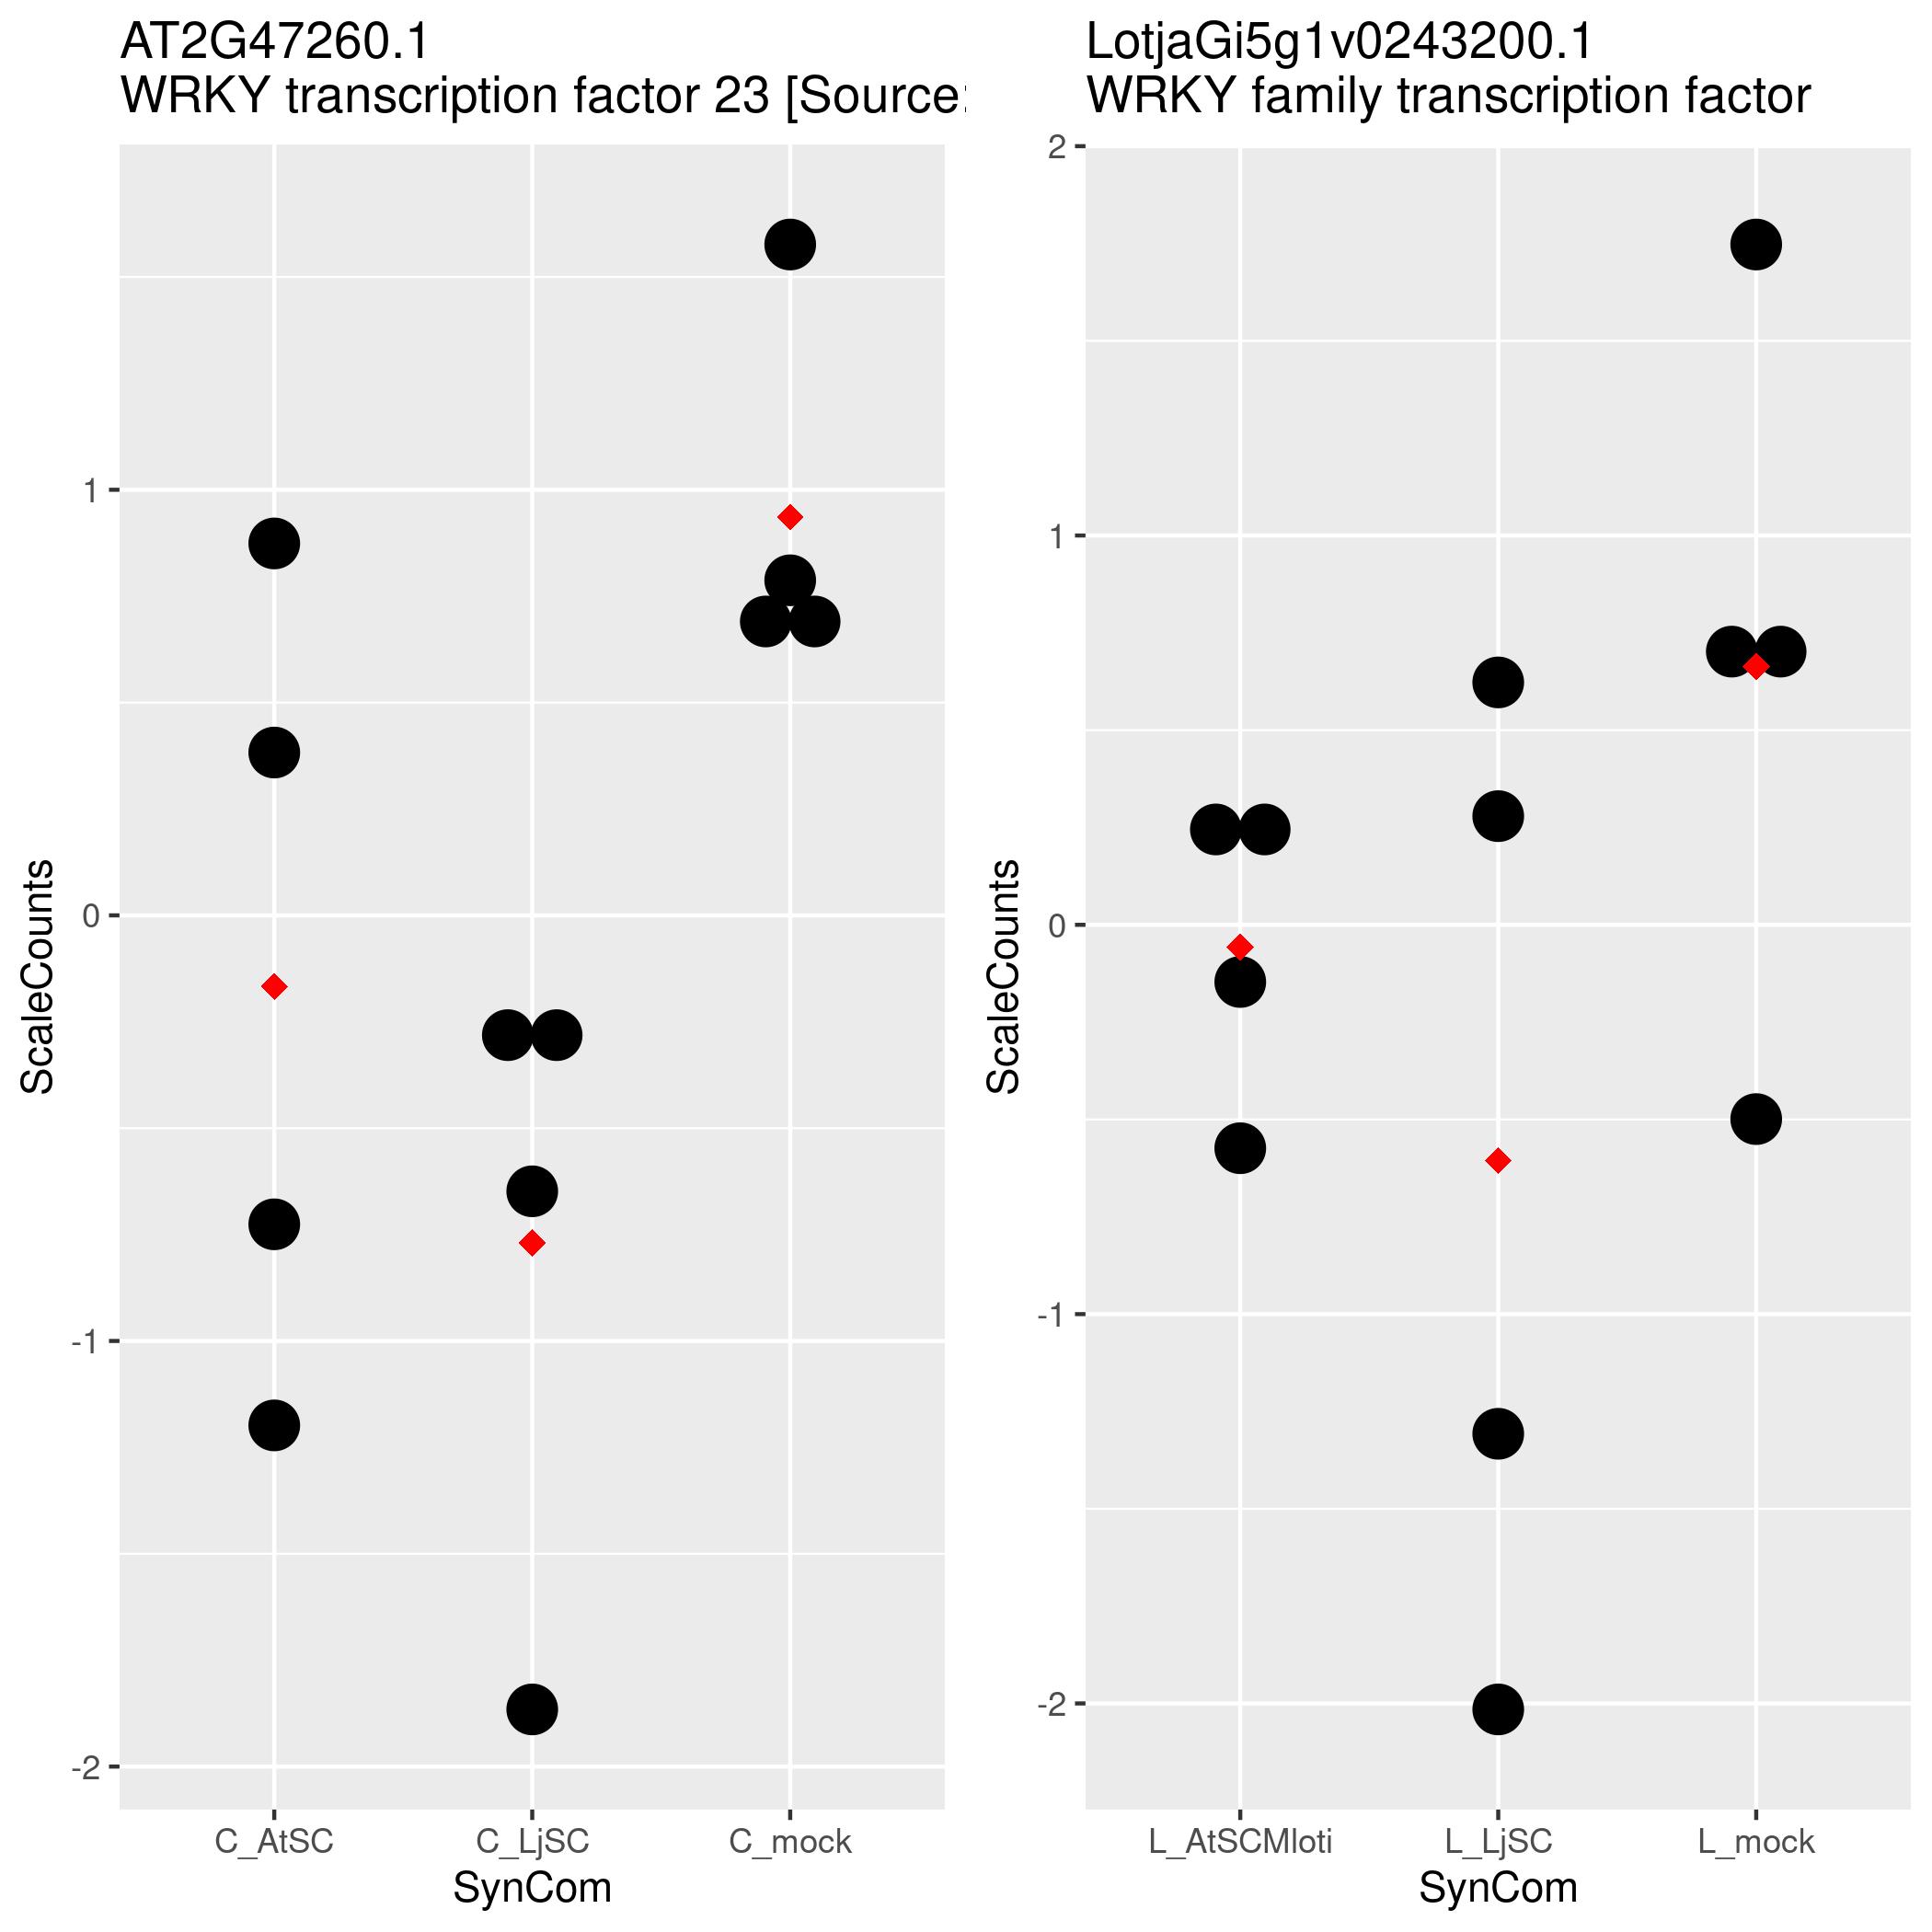 AT2G47260.1
WRKY transcription factor 23 [Source:
ScaleCounts
1
0
-1
-2
C_AtSC
C_LjSC
C_mock
SynCom
LotjaGi5g1v0243200.1
WRKY family transcription factor
ScaleCounts
2
1
0
-1
-2
L_AtSCMloti
L_LjSC
L_mock
SynCom